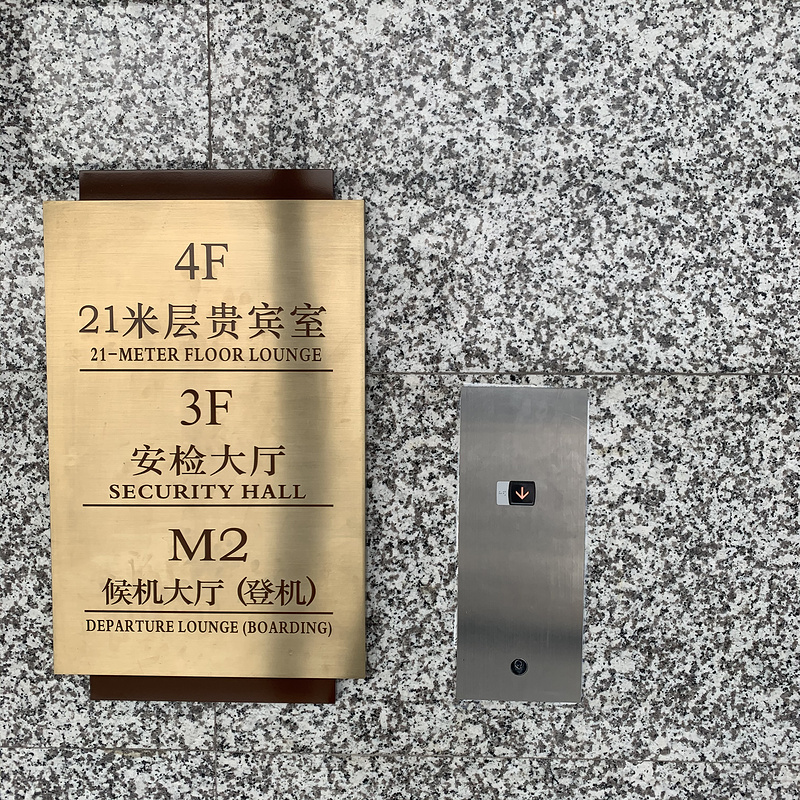 4F
21米层贵宾室
21-METER FLOOR LOUNGE
3F
安检大厅
SECURITY HALL
M2
候机大厅 (登机)
DEPARTURE LOUNGE (BOARDING)